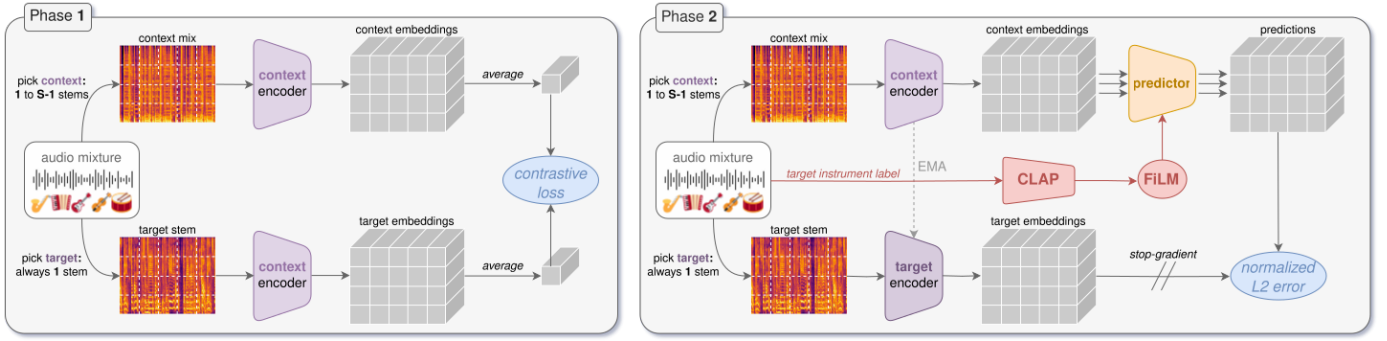 Phase 1
context mix
context embeddings
pick context:
1 to S-1 stems
context
encoder
average
audio mixture
contrastive
loss
target stem
target embeddings
pick target:
always 1 stem
context
encoder
average
Phase 2
context mix
context embeddings
predictions
pick context:
1 to S-1 stems
context
encoder
predictor
audio mixture
target instrument label
EMA
CLAP
FiLM
target stem
target embeddings
pick target:
always 1 stem
target
encoder
stop-gradient
normalized
L2 error